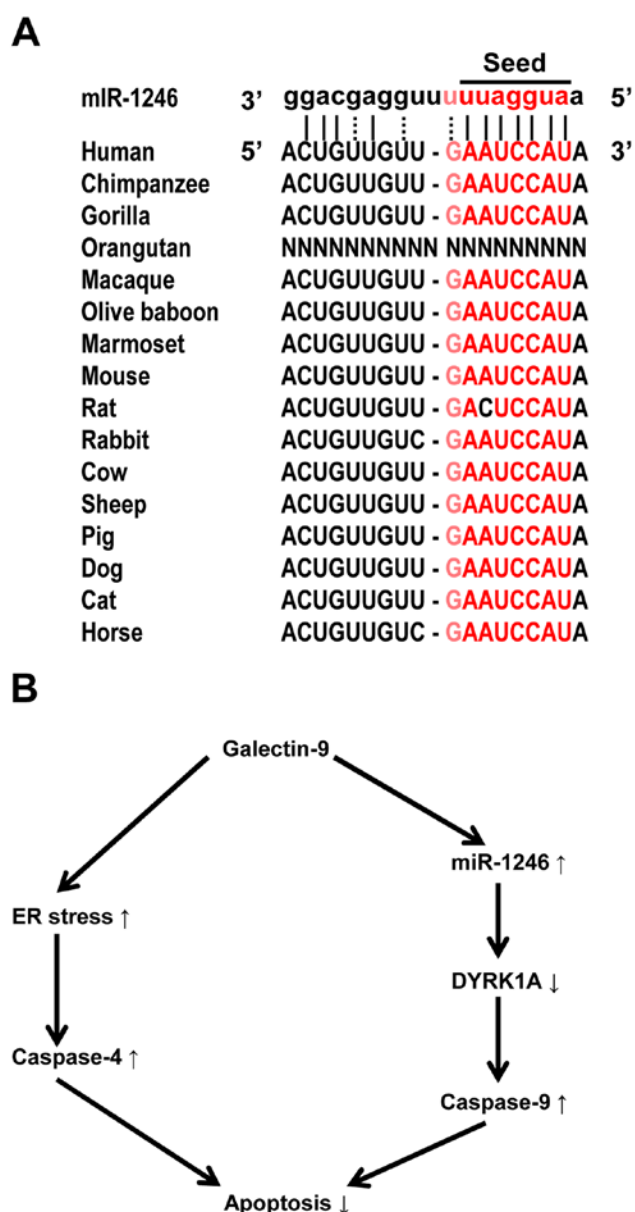 A
Seed
mIR-1246 3’ ggacgagguuu uuagguaa 5’
Human 5’ ACUGUUGUU - GAAUCCAUA 3’
Chimpanzee ACUGUUGUU - GAAUCCAUA
Gorilla ACUGUUGUU - GAAUCCAUA
Orangutan NNNNNNNNNN NNNNNNNNN
Macaque ACUGUUGUU - GAAUCCAUA
Olive baboon ACUGUUGUU - GAAUCCAUA
Marmoset ACUGUUGUU - GAAUCCAUA
Mouse ACUGUUGUU - GAAUCCAUA
Rat ACUGUUGUU - GACUCCAUA
Rabbit ACUGUUGUC - GAAUCCAUA
Cow ACUGUUGUU - GAAUCCAUA
Sheep ACUGUUGUU - GAAUCCAUA
Pig ACUGUUGUU - GAAUCCAUA
Dog ACUGUUGUU - GAAUCCAUA
Cat ACUGUUGUU - GAAUCCAUA
Horse ACUGUUGUC - GAAUCCAUA
B
Galectin-9
miR-1246 ↑
ER stress ↑
DYRK1A ↓
Caspase-4 ↑
Caspase-9 ↑
Apoptosis ↓